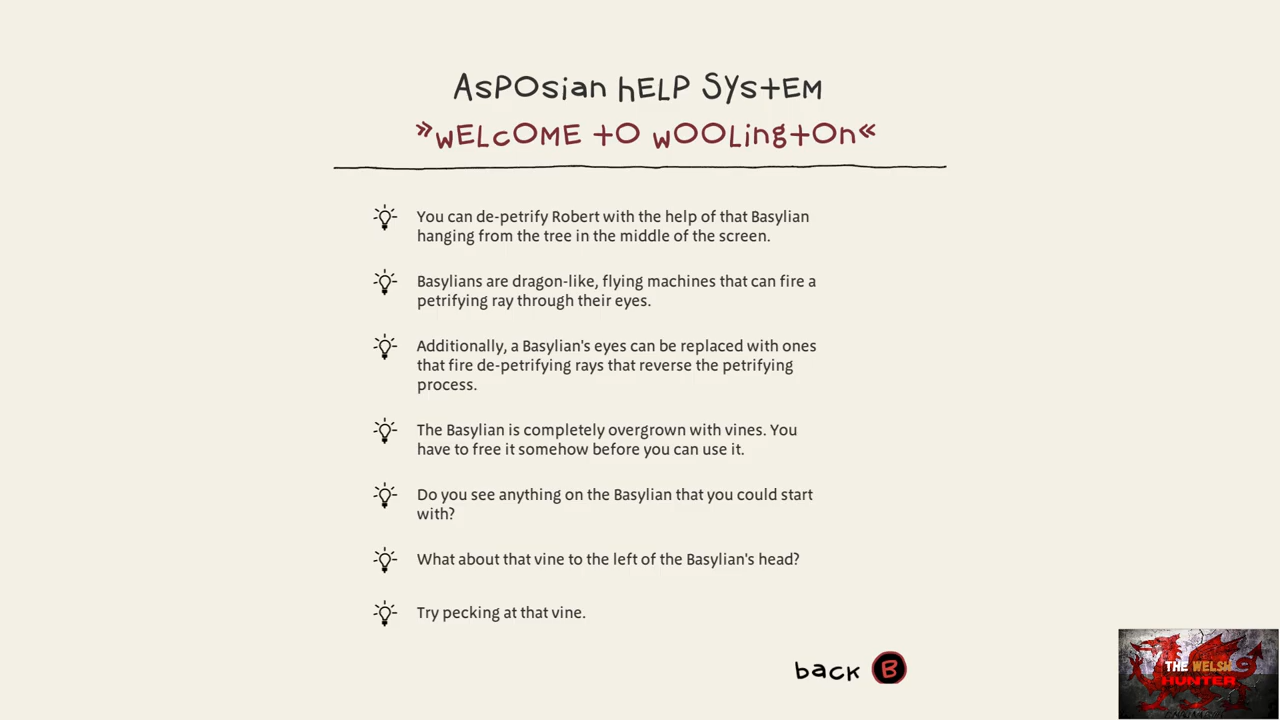 AsPOsian hELP SYstEM
»wELcOME tO wOOLingtOn«
You can de-petrify Robert with the help of that Basylian
hanging from the tree in the middle of the screen.
Basylians are dragon-like, flying machines that can fire a
petrifying ray through their eyes.
Additionally, a Basylian's eyes can be replaced with ones
that fire de-petrifying rays that reverse the petrifying
process.
The Basylian is completely overgrown with vines. You
have to free it somehow before you can use it.
Do you see anything on the Basylian that you could start
with?
What about that vine to the left of the Basylian's head?
Try pecking at that vine.
back B
THE WELSH
HUNTER